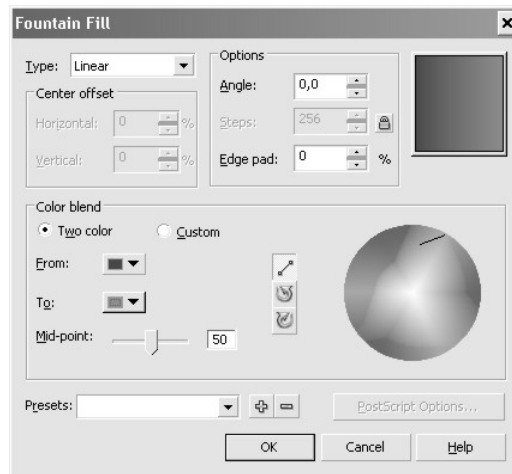 Fountain Fill
Type: Linear
Options
Angle: 0,0
Center offset
Horizontal: 0 %
Steps: 256
Vertical: 0 %
Edge pad: 0 %
Color blend
Two color Custom
From:
To:
Mid-point: 50
Presets:
PostScript Options...
OK Cancel Help